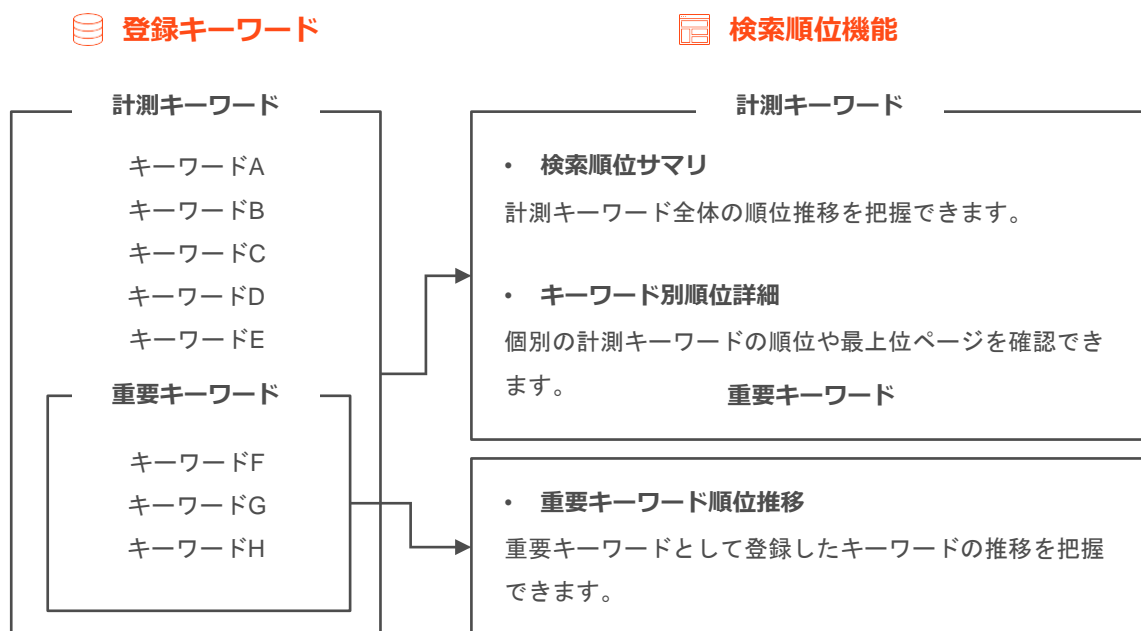 登録キーワード
計測キーワード
キーワードA
キーワードB
キーワードC
キーワードD
キーワードE
重要キーワード
キーワードF
キーワードG
キーワードH
検索順位機能
計測キーワード
• 検索順位サマリ
計測キーワード全体の順位推移を把握できます。
• キーワード別順位詳細
個別の計測キーワードの順位や最上位ページを確認でき
ます。
重要キーワード
• 重要キーワード順位推移
重要キーワードとして登録したキーワードの推移を把握
できます。